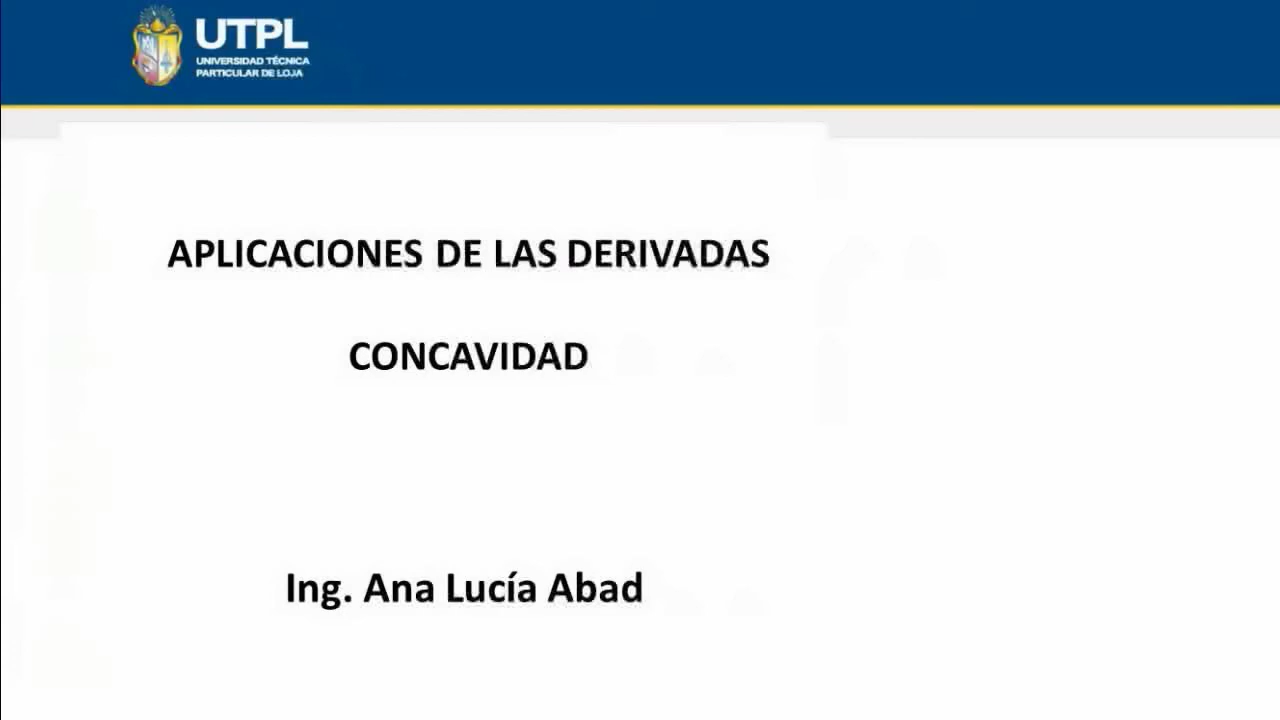 UTPL
UNIVERSIDAD TÉCNICA
PARTICULAR DE LOJA
APLICACIONES DE LAS DERIVADAS
CONCAVIDAD
Ing. Ana Lucía Abad